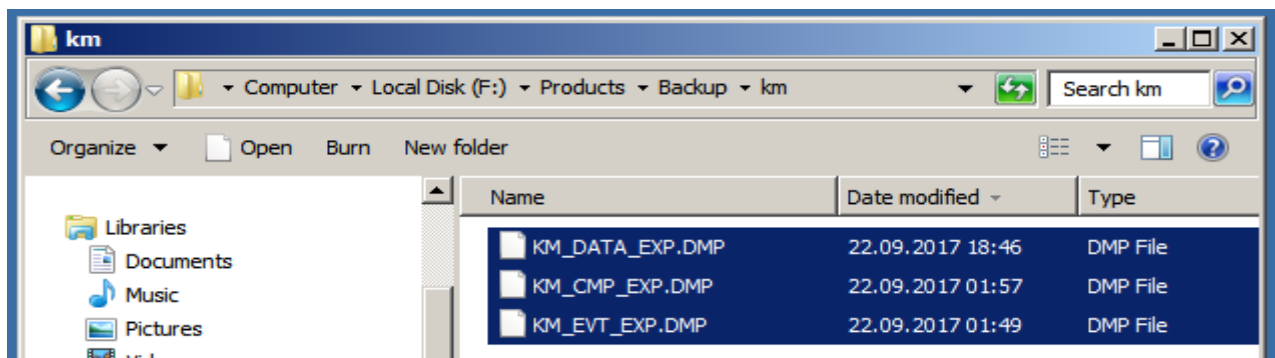 km
Computer Local Disk (F:) Products Backup km Search km
Organize Open Burn New folder
Name Date modified Type
Libraries
KM_DATA_EXP.DMP 22.09.2017 18:46 DMP File
Documents
KM_CMP_EXP.DMP 22.09.2017 01:57 DMP File
Music
KM_EVT_EXP.DMP 22.09.2017 01:49 DMP File
Pictures